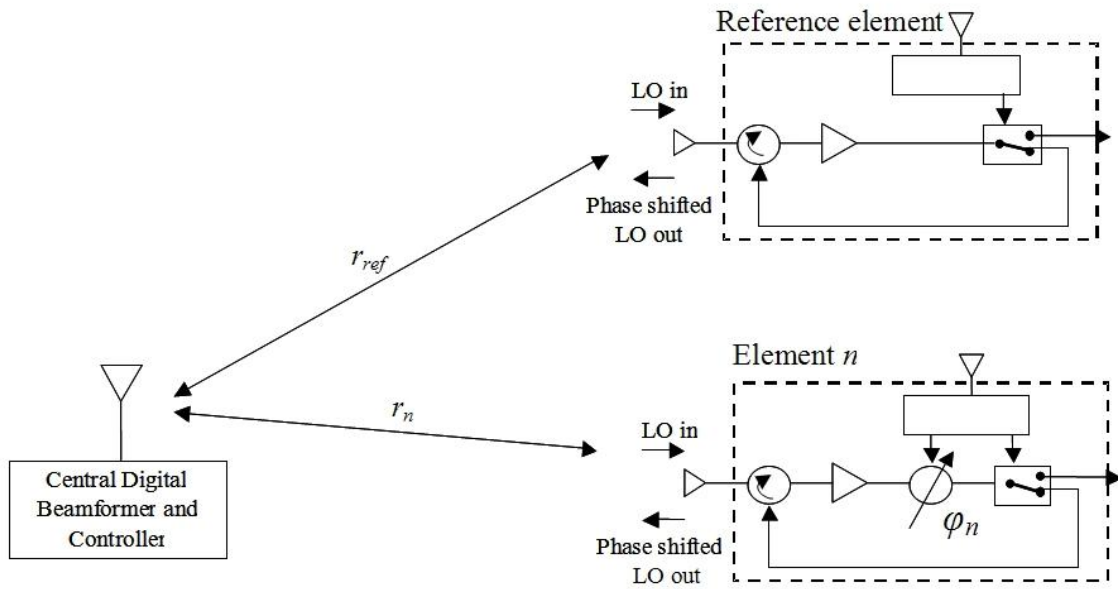 Reference element
LO in
Phase shifted
LO out
r_ref
Element n
r_n
LO in
Central Digital
Beamformer and
Controller
φ_n
Phase shifted
LO out